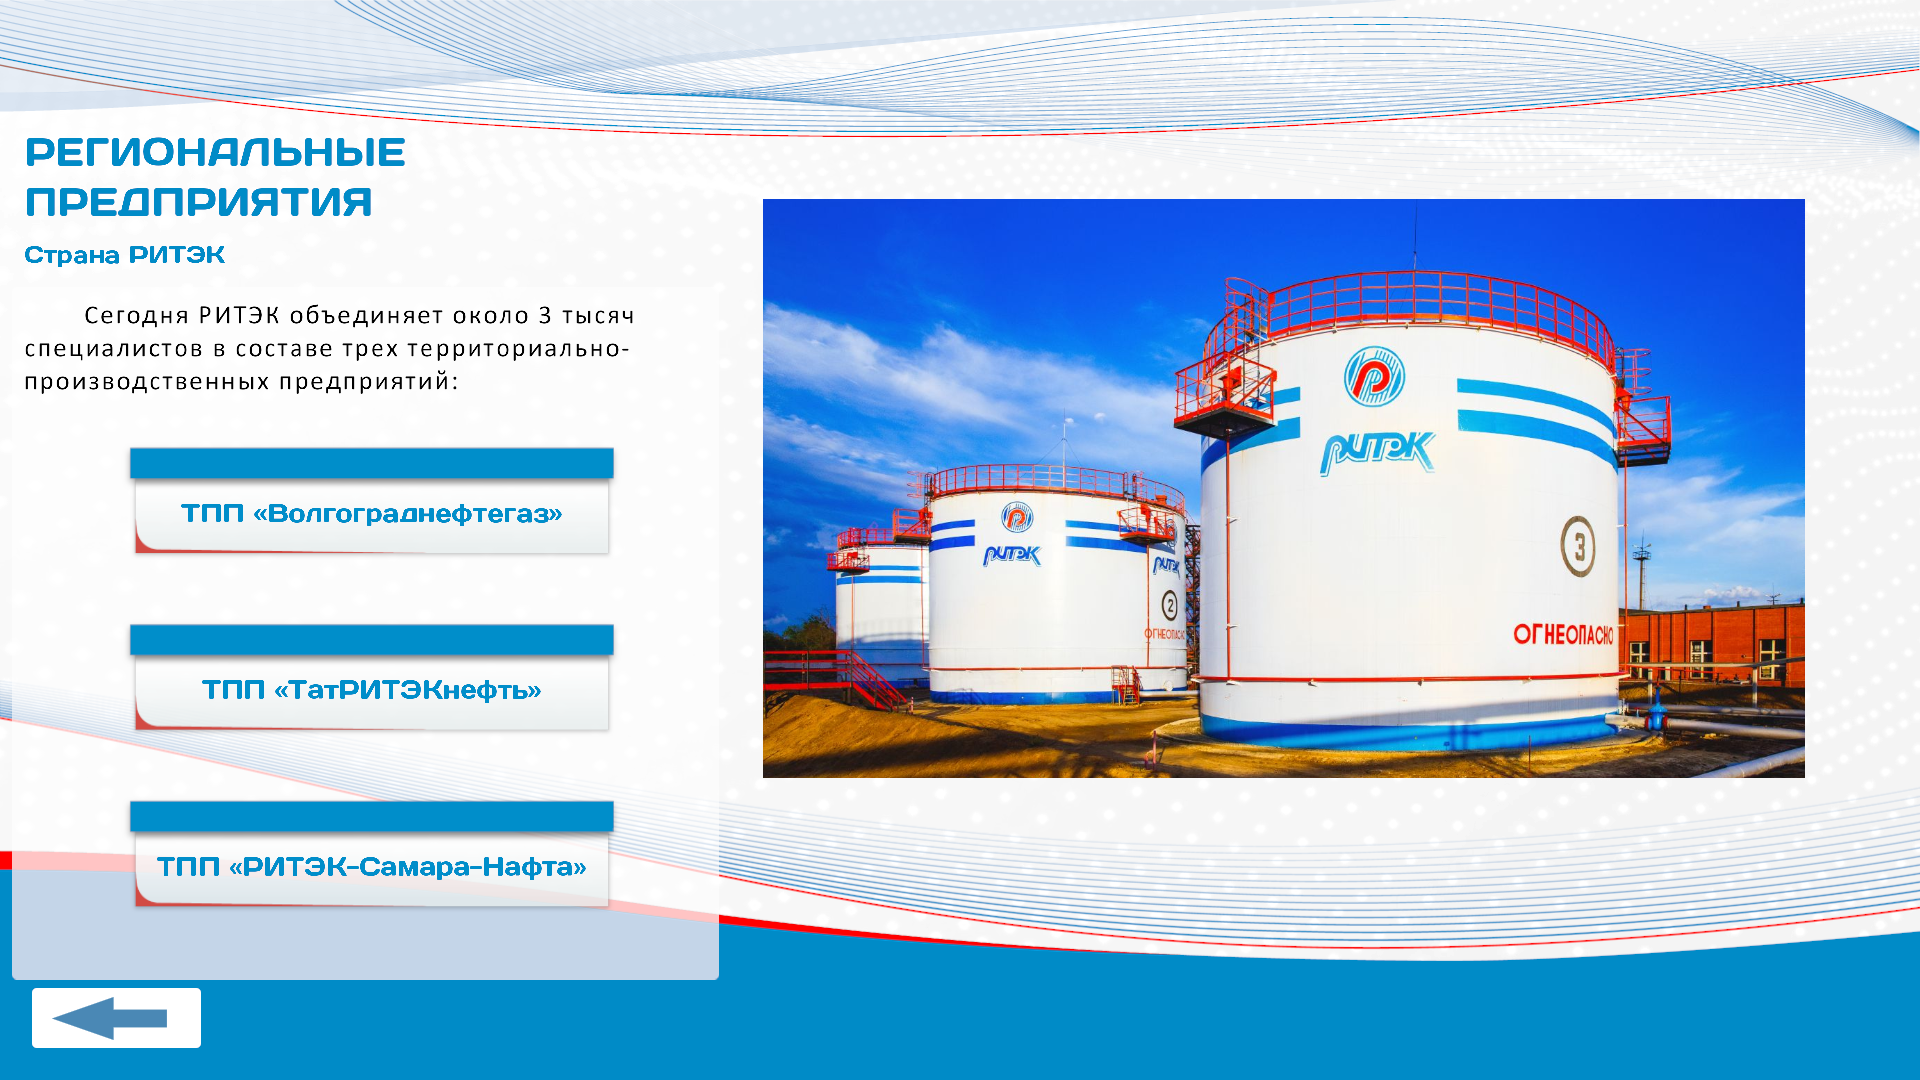 РЕГИОНАЛЬНЫЕ
ПРЕДПРИЯТИЯ
Страна РИТЭК
Сегодня РИТЭК объединяет около 3 тысяч
специалистов в составе трех территориально-
производственных предприятий:
ТПП «Волгограднефтегаз»
ТПП «ТатРИТЭКнефть»
ТПП «РИТЭК-Самара-Нафта»
РИТЭК
3
ОГНЕОПАСНО
РИТЭК
РИТЭК
2
ОГНЕОПАСНО